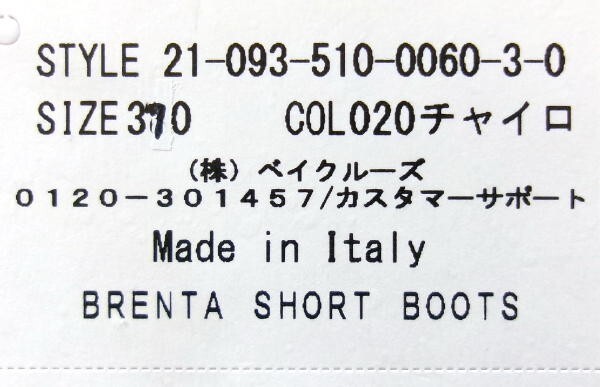 STYLE 21-093-510-0060-3-0
SIZE370 COL020チャイロ
(株)ベイクルーズ
0120-301457/カスタマーサポート
Made in Italy
BRENTA SHORT BOOTS